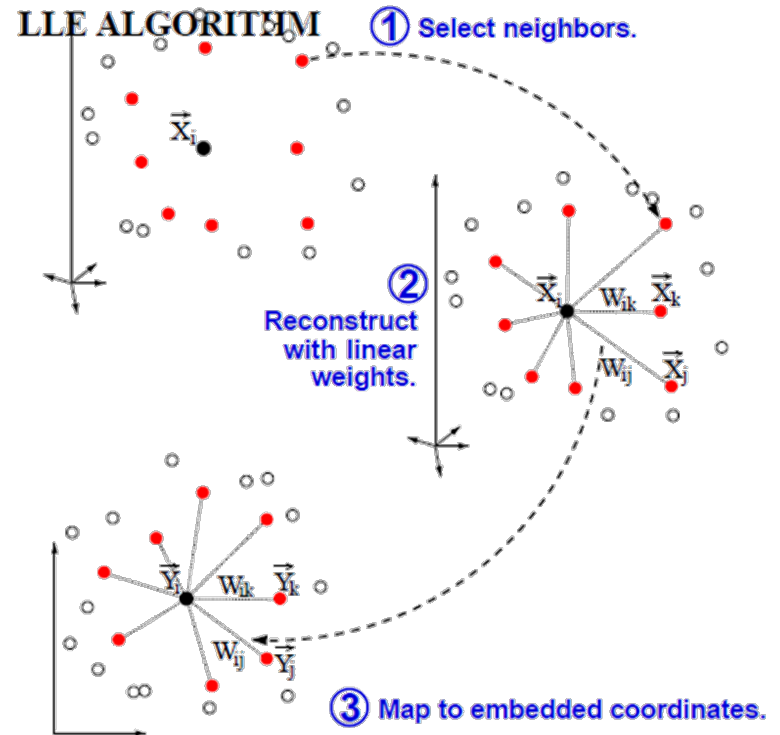 LLE ALGORITHM
① Select neighbors.
X⃗i
②
Reconstruct
with linear
weights.
X⃗i Wik X⃗k
Wij X⃗j
Y⃗i Wik Y⃗k
Wij Y⃗j
③ Map to embedded coordinates.